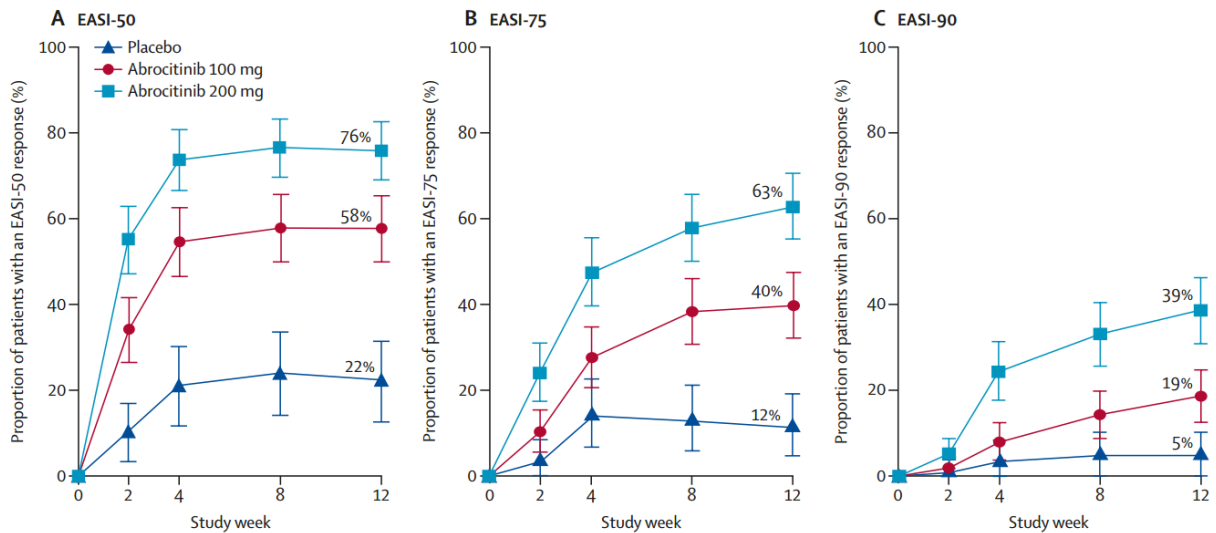 A EASI-50
Placebo
Abrocitinib 100 mg
Abrocitinib 200 mg
Proportion of patients with an EASI-50 response (%)
100
80
60
40
20
0
76%
58%
22%
0 2 4 8 12
Study week
B EASI-75
Proportion of patients with an EASI-75 response (%)
100
80
60
40
20
0
63%
40%
12%
0 2 4 8 12
Study week
C EASI-90
Proportion of patients with an EASI-90 response (%)
100
80
60
40
20
0
39%
19%
5%
0 2 4 8 12
Study week